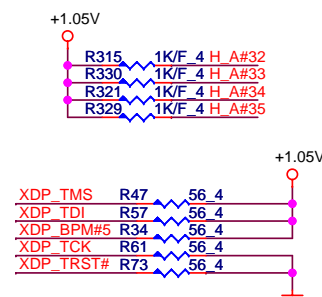 +1.05V
R315 1K/F_4 H_A#32
R330 1K/F_4 H_A#33
R321 1K/F_4 H_A#34
R329 1K/F_4 H_A#35
+1.05V
XDP_TMS R47 56_4
XDP_TDI R57 56_4
XDP_BPM#5 R34 56_4
XDP_TCK R61 56_4
XDP_TRST# R73 56_4